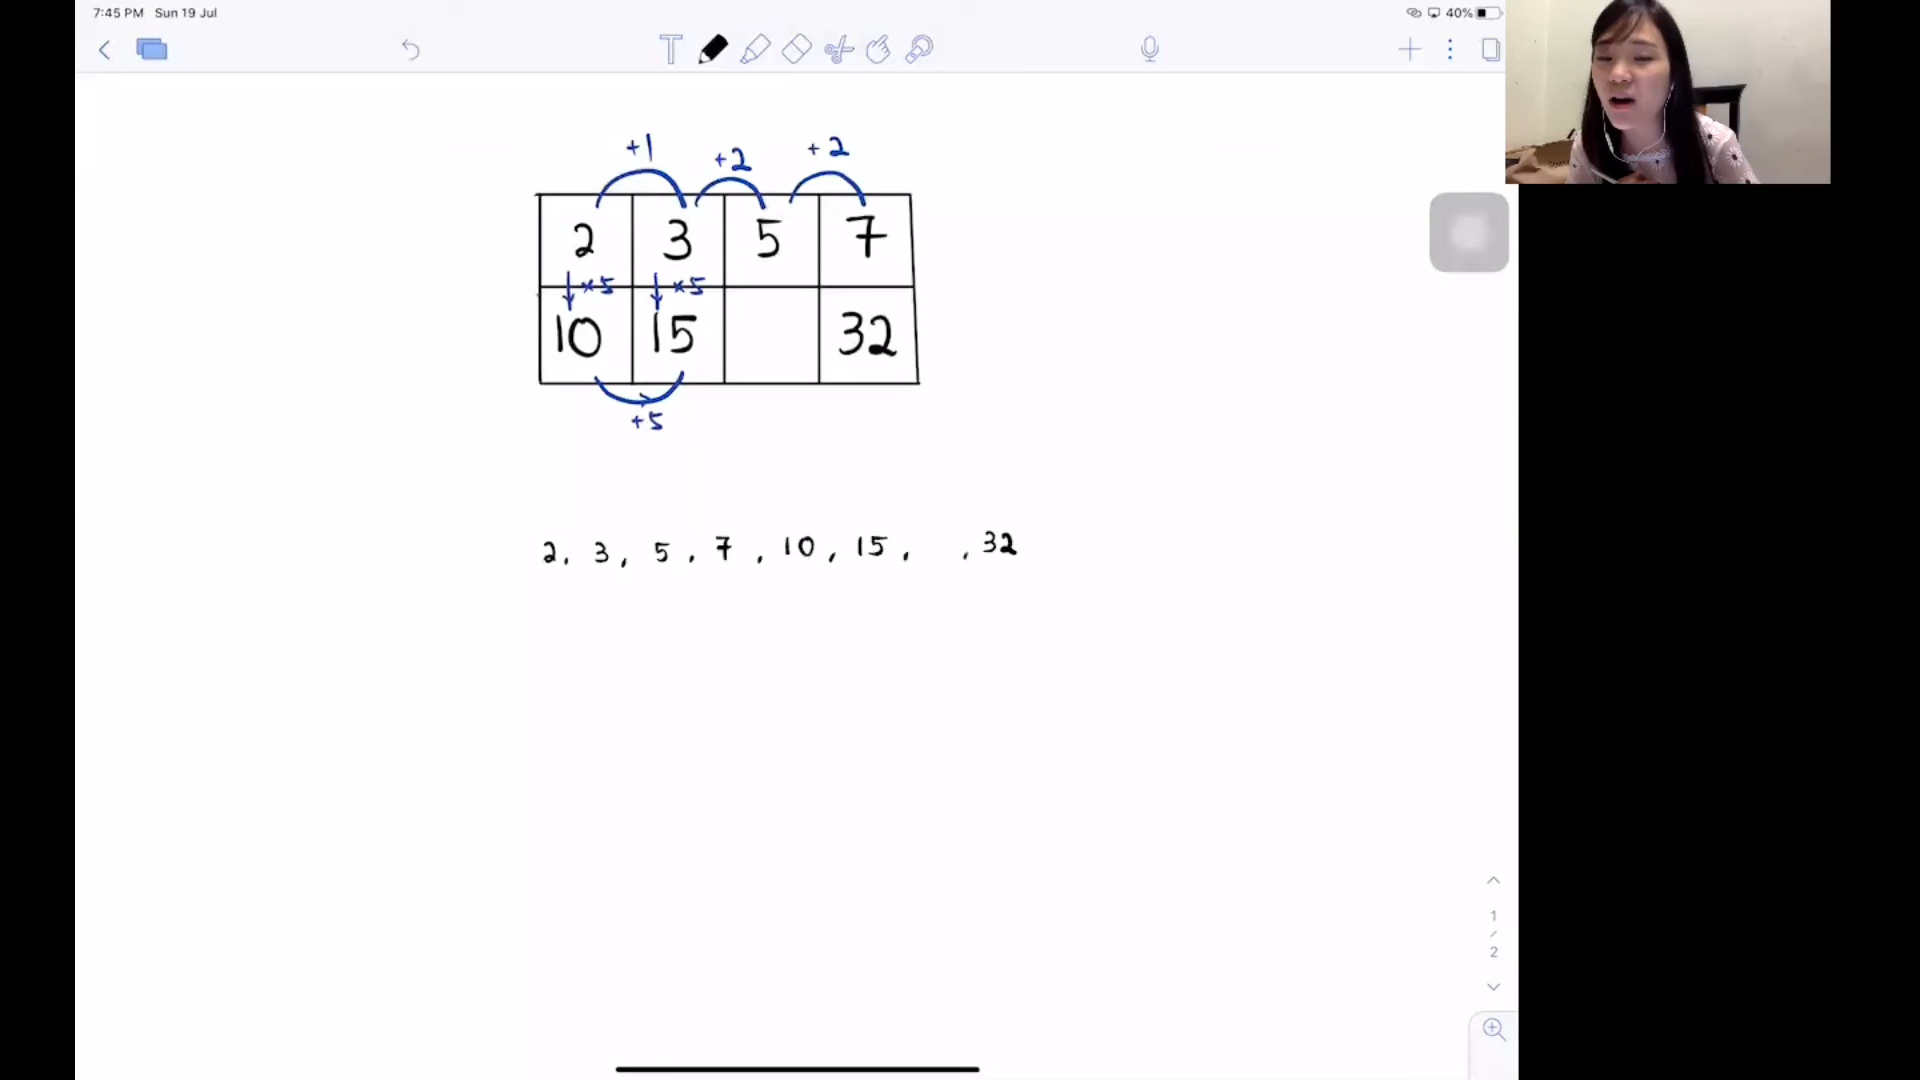 7:45 PM Sun 19 Jul
40%
T
+1 +2 +2
2 3 5 7
×5 ×5
10 15 32
+5
2, 3, 5, 7, 10, 15, , 32
1
/
2